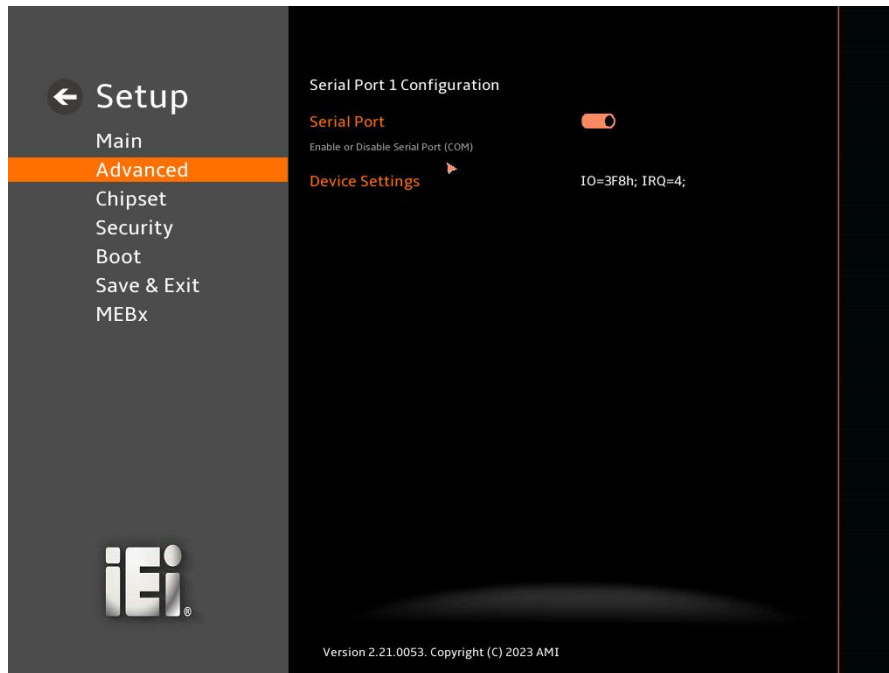 Setup
Main
Advanced
Chipset
Security
Boot
Save & Exit
MEBx
iEi®
Serial Port 1 Configuration
Serial Port
Enable or Disable Serial Port (COM)
Device Settings IO=3F8h; IRQ=4;
Version 2.21.0053. Copyright (C) 2023 AMI